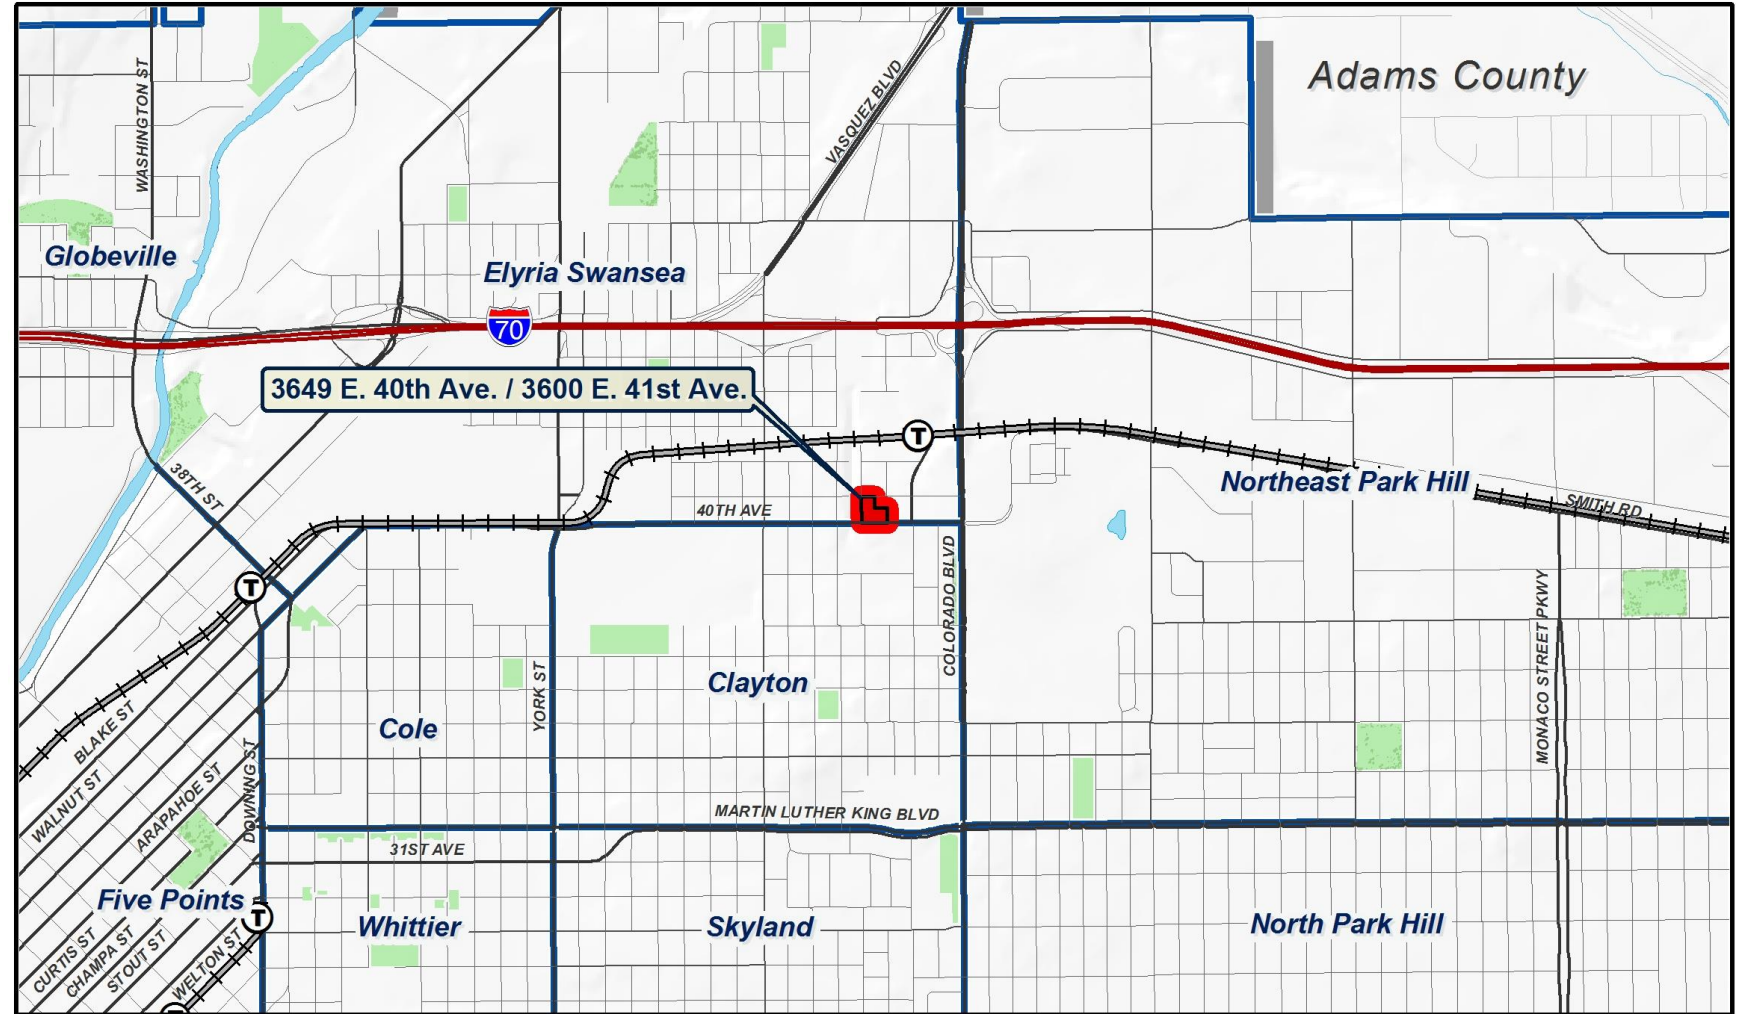 Adams County
WASHINGTON ST
VASQUEZ BLVD
Globeville
Elyria Swansea
70
3649 E. 40th Ave. / 3600 E. 41st Ave.
T
38TH ST
Northeast Park Hill
40TH AVE
SMITH RD
T
COLORADO BLVD
MONACO STREET PKWY
YORK ST
Clayton
Cole
BLAKE ST
WALNUT ST
ARAPAHOE ST
DOWNING ST
MARTIN LUTHER KING BLVD
31ST AVE
Five Points
T
Whittier
Skyland
North Park Hill
CURTIS ST
CHAMPA ST
STOUT ST
WELTON ST